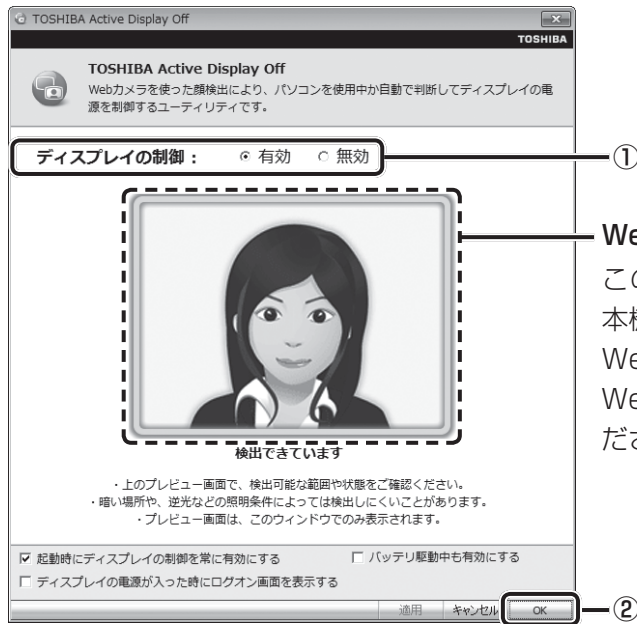 TOSHIBA Active Display Off
TOSHIBA
TOSHIBA Active Display Off
Webカメラを使った顔検出により、パソコンを使用中か自動で判断してディスプレイの電
源を制御するユーティリティです。
ディスプレイの制御： 有効 無効
①
We
この
本機
We
We
ださ
検出できています
・上のプレビュー画面で、検出可能な範囲や状態をご確認ください。
・暗い場所や、逆光などの照明条件によっては検出しにくいことがあります。
・プレビュー画面は、このウィンドウでのみ表示されます。
起動時にディスプレイの制御を常に有効にする バッテリ駆動中も有効にする
ディスプレイの電源が入った時にログオン画面を表示する
適用 キャンセル OK
②